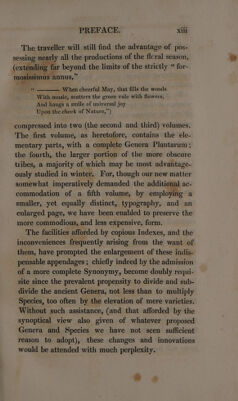 PREFACE. xiii
The traveller will still find the advantage of pos-
sessing nearly all the productions of the floral season,
(extending far beyond the limits of the strictly “for-
mosissimus annus,”
“ ——— When cheerful May, that fills the woods
With music, scatters the green vale with flowers,
And hangs a smile of universal joy
Upon the cheek of Nature,”)
compressed into two (the second and third) volumes.
The first volume, as heretofore, contains the ele-
mentary parts, with a complete Genera Plantarum;
the fourth, the larger portion of the more obscure
tribes, a majority of which may be most advantage-
ously studied in winter. For, though our new matter
somewhat imperatively demanded the additional ac-
commodation of a fifth volume, by employing a
smaller, yet equally distinct, typography, and an
enlarged page, we have been enabled to preserve the
more commodious, and less expensive, form.
The facilities afforded by copious Indexes, and the
inconveniences frequently arising from the want of
them, have prompted the enlargement of these indis-
pensable appendages; chiefly indeed by the admission
of a more complete Synonymy, become doubly requi-
site since the prevalent propensity to divide and sub-
divide the ancient Genera, not less than to multiply
Species, too often by the elevation of mere varieties.
Without such assistance, (and that afforded by the
synoptical view also given of whatever proposed
Genera and Species we have not seen sufficient
reason to adopt), these changes and innovations
would be attended with much perplexity.